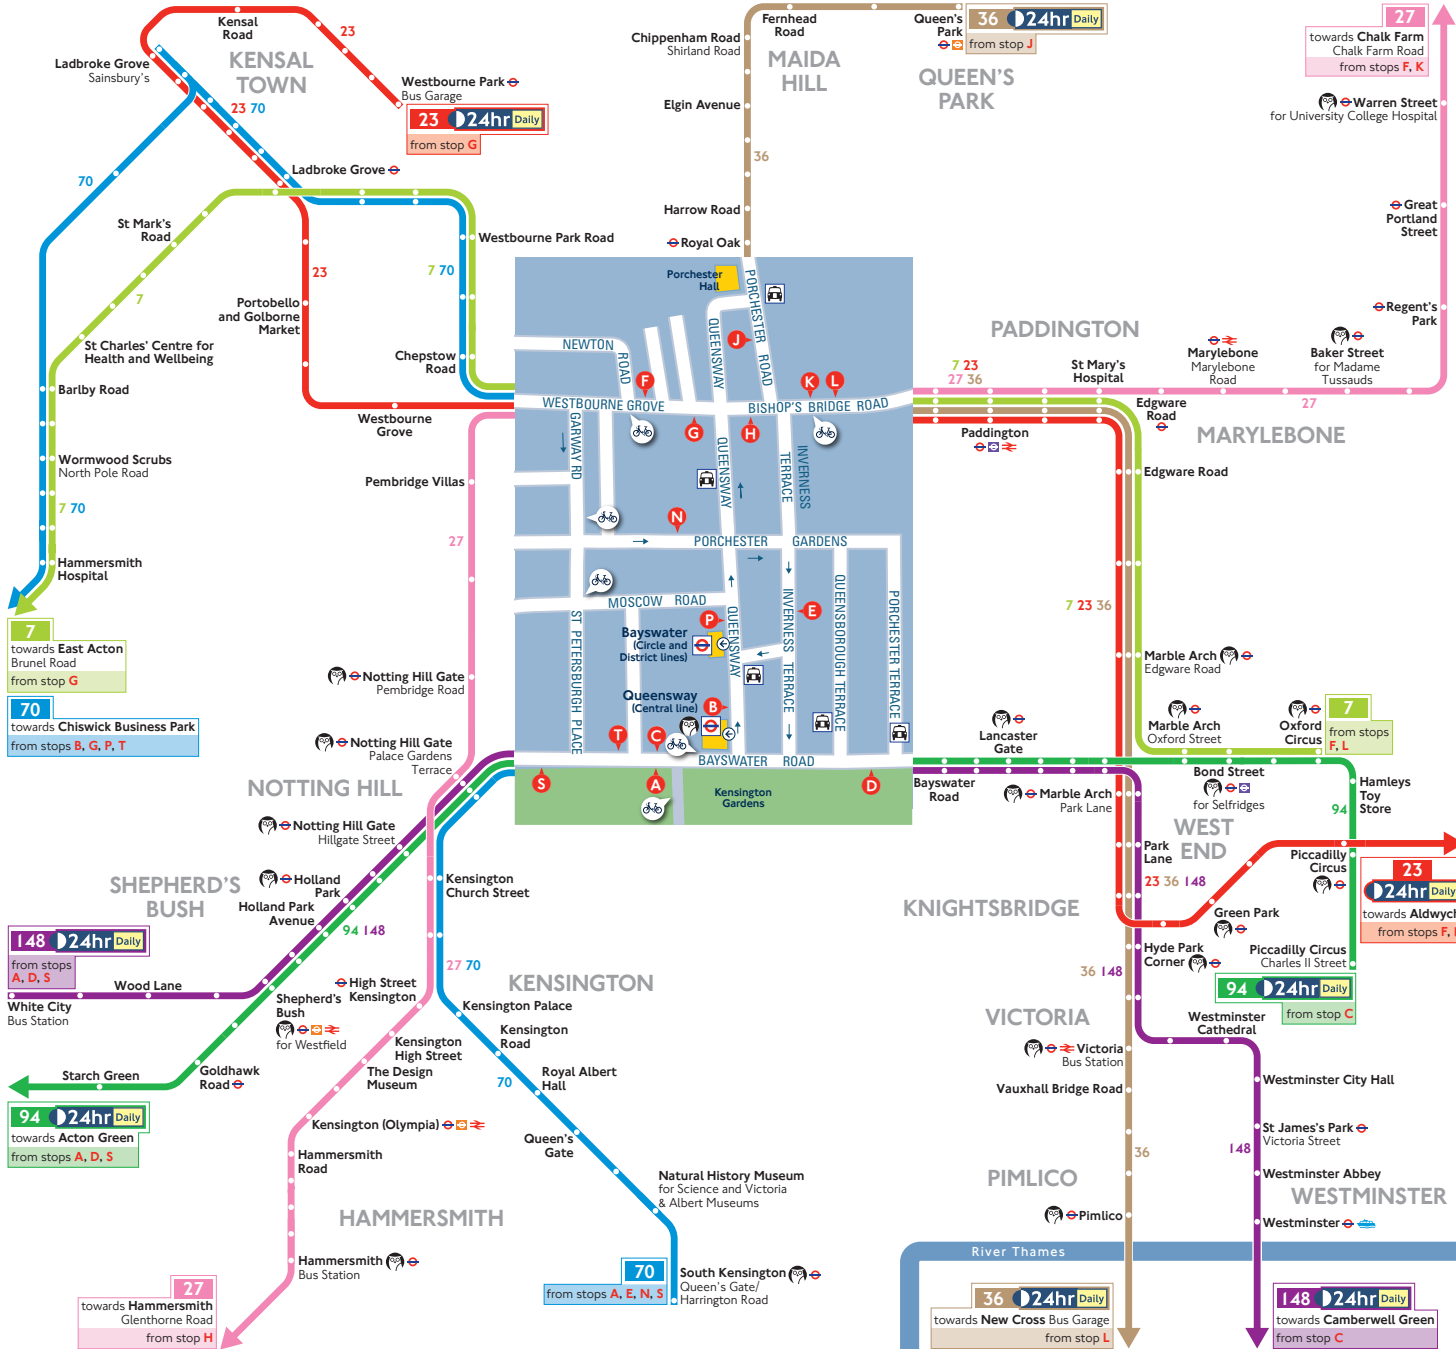 Kensal
Road
23
KENSAL
TOWN
Ladbroke Grove
Sainsbury's
Westbourne Park
Bus Garage
23 24hr Daily
from stop G
23 70
Ladbroke Grove
70
St Mark's
Road
7
23
Westbourne Park Road
7 70
Portobello
and Golborne
Market
St Charles' Centre for
Health and Wellbeing
Chepstow
Road
Barlby Road
Westbourne
Grove
Wormwood Scrubs
North Pole Road
Pembridge Villas
7 70
27
Hammersmith
Hospital
7
towards East Acton
Brunel Road
from stop G
70
towards Chiswick Business Park
from stops B, G, P, T
Notting Hill Gate
Pembridge Road
Notting Hill Gate
Palace Gardens
Terrace
NOTTING HILL
Notting Hill Gate
Hillgate Street
Holland
Park
SHEPHERD'S
BUSH
Holland Park
Avenue
Kensington
Church Street
94 148
148 24hr Daily
from stops
A, D, S
White City
Bus Station
Wood Lane
27 70
KENSINGTON
High Street
Kensington
Shepherd's
Bush
for Westfield
Kensington Palace
Kensington
Road
Kensington
High Street
The Design
Museum
Starch Green
Goldhawk
Road
70
Royal Albert
Hall
94 24hr Daily
towards Acton Green
from stops A, D, S
Kensington (Olympia)
Queen's
Gate
Hammersmith
Road
HAMMERSMITH
Natural History Museum
for Science and Victoria
& Albert Museums
Hammersmith
Bus Station
70
from stops A, E, N, S
South Kensington
Queen's Gate/
Harrington Road
27
towards Hammersmith
Glenthorne Road
from stop H
Chippenham Road
Shirland Road
Fernhead
Road
MAIDA
HILL
Queen's
Park
36 24hr Daily
from stop J
QUEEN'S
PARK
Elgin Avenue
36
Harrow Road
Royal Oak
Porchester
Hall
PORCHESTER
ROAD
QUEENSWAY
J
NEWTON
ROAD
F
K
L
WESTBOURNE GROVE
BISHOP'S BRIDGE ROAD
GARWAY RD
G
H
QUEENSWAY
INVERNESS
TERRACE
N
PORCHESTER GARDENS
MOSCOW ROAD
ST PETERSBURGH PLACE
P
E
Bayswater
(Circle and
District lines)
QUEENSWAY
INVERNESS TERRACE
QUEENSBOROUGH TERRACE
PORCHESTER TERRACE
Queensway
(Central line)
B
T
C
BAYSWATER ROAD
S
A
D
Kensington
Gardens
27
towards Chalk Farm
Chalk Farm Road
from stops F, K
Warren Street
for University College Hospital
Great
Portland
Street
Regent's
Park
PADDINGTON
Marylebone
Marylebone
Road
Baker Street
for Madame
Tussauds
7 23
27 36
St Mary's
Hospital
27
Edgware
Road
MARYLEBONE
Paddington
Edgware Road
7 23 36
Marble Arch
Edgware Road
Marble Arch
Oxford Street
Oxford
Circus
7
from stops
F, L
Lancaster
Gate
Bayswater
Road
Marble Arch
Park Lane
Bond Street
for Selfridges
Hamleys
Toy
Store
94
WEST
END
Park
Lane
Piccadilly
Circus
23 36 148
23
24hr Daily
towards Aldwych
from stops F,
KNIGHTSBRIDGE
Green Park
Hyde Park
Corner
Piccadilly Circus
Charles II Street
36 148
94 24hr Daily
from stop C
VICTORIA
Westminster
Cathedral
Victoria
Bus Station
Vauxhall Bridge Road
Westminster City Hall
St James's Park
Victoria Street
148
36
Westminster Abbey
PIMLICO
WESTMINSTER
Pimlico
Westminster
River Thames
36 24hr Daily
towards New Cross Bus Garage
from stop L
148 24hr Daily
towards Camberwell Green
from stop C